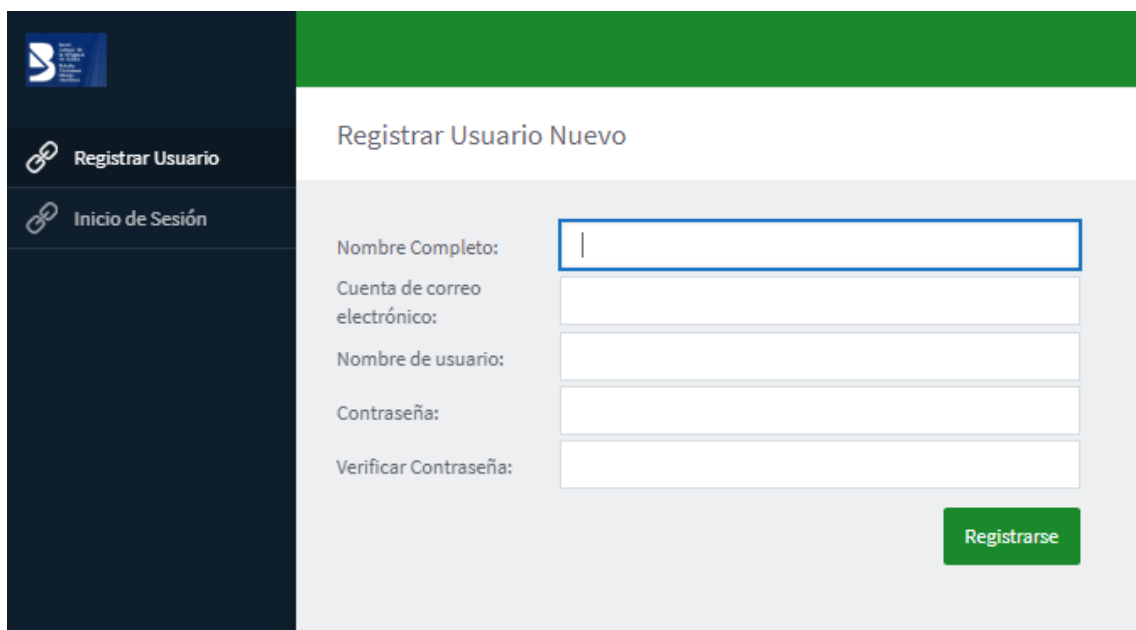 B
Registrar Usuario
Inicio de Sesión
Registrar Usuario Nuevo
Nombre Completo:
Cuenta de correo
electrónico:
Nombre de usuario:
Contraseña:
Verificar Contraseña:
Registrarse